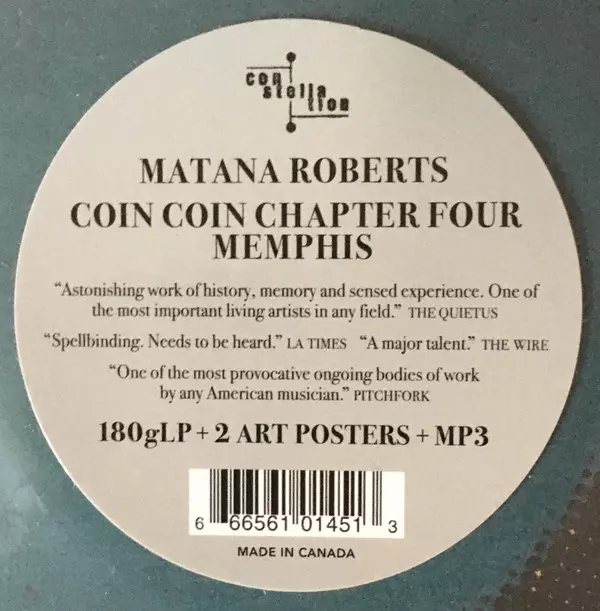 con
stella
tion
MATANA ROBERTS
COIN COIN CHAPTER FOUR
MEMPHIS
“Astonishing work of history, memory and sensed experience. One of
the most important living artists in any field.” THE QUIETUS
“Spellbinding. Needs to be heard.” LA TIMES “A major talent.” THE WIRE
“One of the most provocative ongoing bodies of work
by any American musician.” PITCHFORK
180gLP + 2 ART POSTERS + MP3
6 66561 01451 3
MADE IN CANADA